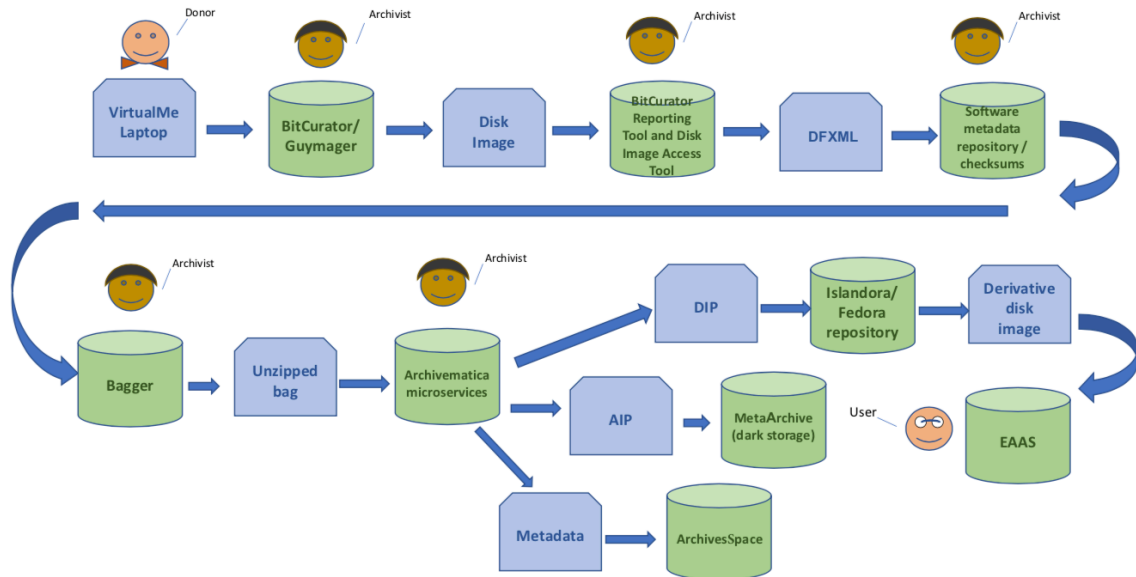 Donor
Archivist
Archivist
Archivist
VirtualMe
Laptop
BitCurator/
Guymager
Disk
Image
BitCurator
Reporting
Tool and Disk
Image Access
Tool
DFXML
Software
metadata
repository /
checksums
Archivist
Archivist
Bagger
Unzipped
bag
Archivematica
microservices
DIP
Islandora/
Fedora
repository
Derivative
disk
image
AIP
MetaArchive
(dark storage)
User
EAAS
Metadata
ArchivesSpace